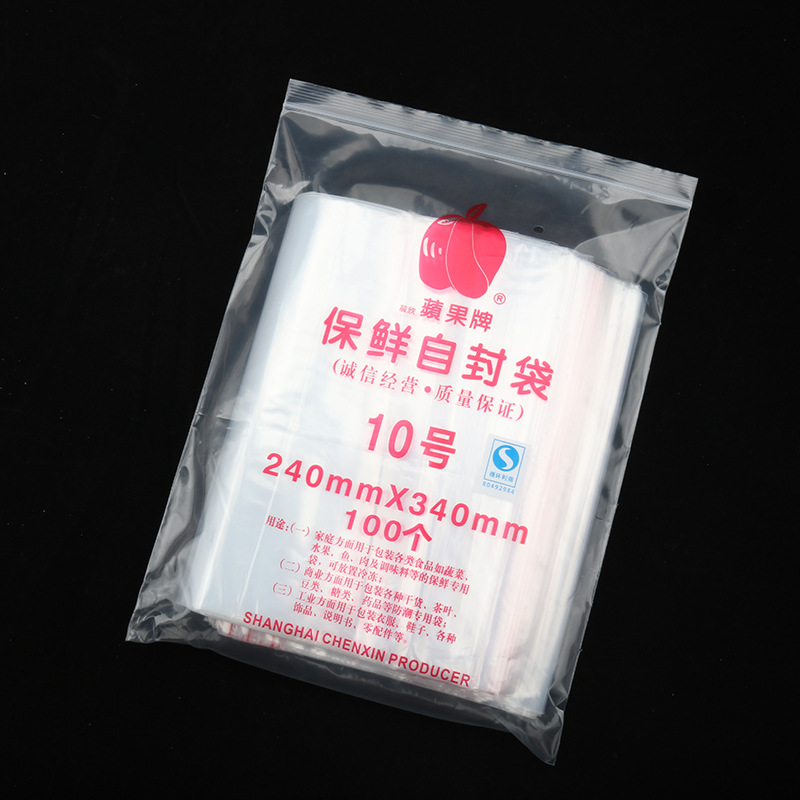 ®
蘋果牌
保鲜自封袋
(诚信经营·质量保证)
10号
循环利用
80492984
240mmX340mm
100个
用途:(一)家庭方面用于包装各类食品如蔬菜、
水果、鱼、肉及调味料等的保鲜专用
袋,可放置冷冻;
(二)商业方面用于包装各种干货、茶叶、
豆类、糖类、药品等防潮专用袋;
(三)工业方面用于包装衣服、鞋子、各种
饰品、说明书、零配件等。
SHANGHAI CHENXIN PRODUCER